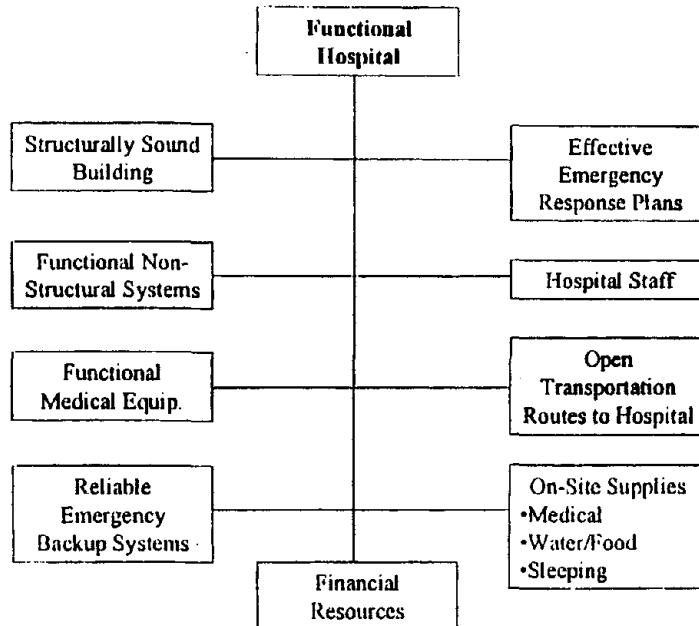 Functional
Hospital
Structurally Sound
Building
Effective
Emergency
Response Plans
Functional Non-
Structural Systems
Hospital Staff
Functional
Medical Equip.
Open
Transportation
Routes to Hospital
Reliable
Emergency
Backup Systems
On-Site Supplies
•Medical
•Water/Food
•Sleeping
Financial
Resources